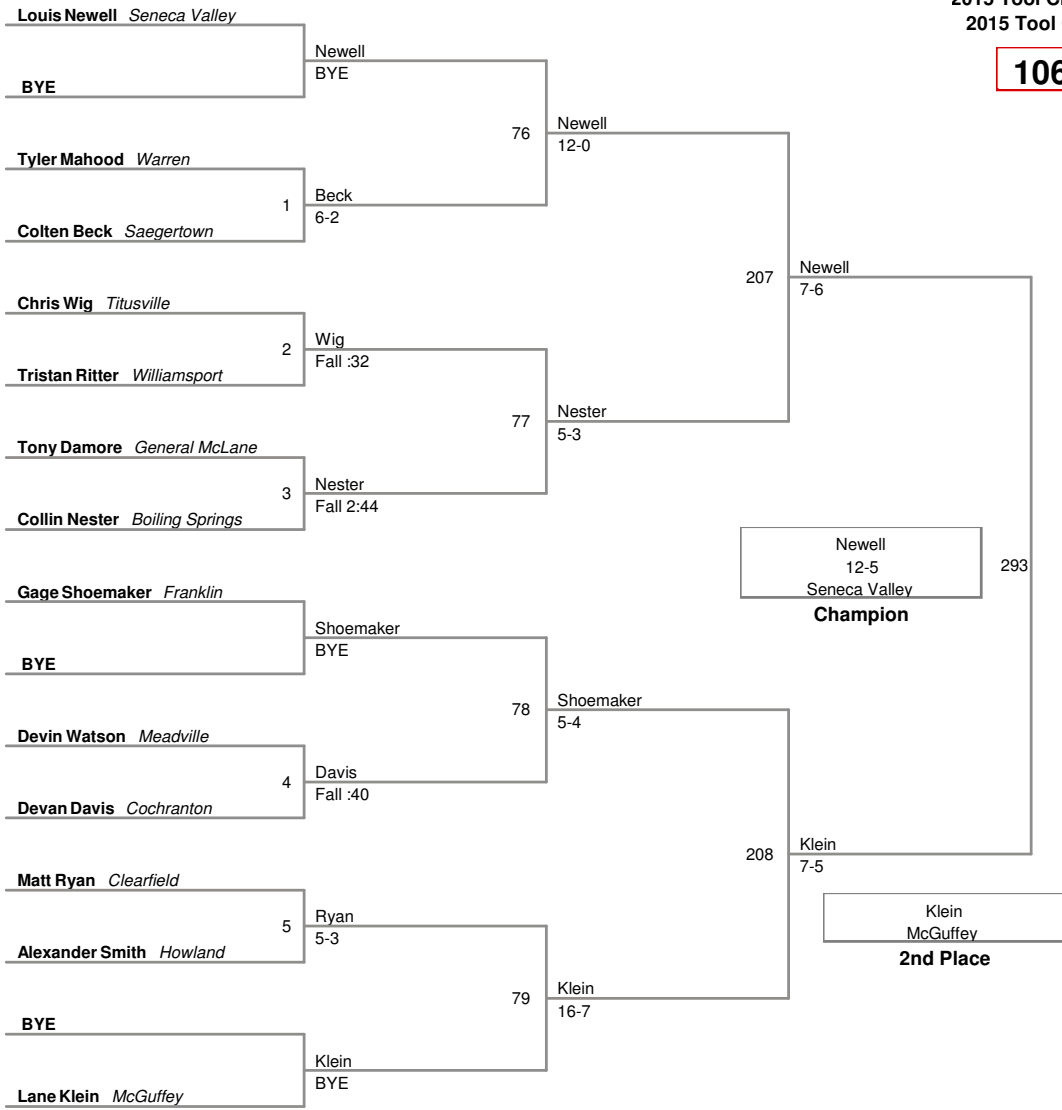 Louis Newell Seneca Valley
2015 Tool
Newell
BYE
106
BYE
76
Newell
12-0
Tyler Mahood Warren
1
Beck
6-2
Colten Beck Saegertown
207
Newell
7-6
Chris Wig Titusville
2
Wig
Fall :32
Tristan Ritter Williamsport
77
Nester
5-3
Tony Damore General McLane
3
Nester
Fall 2:44
Collin Nester Boiling Springs
Newell
12-5
Seneca Valley
Champion
293
Gage Shoemaker Franklin
Shoemaker
BYE
BYE
78
Shoemaker
5-4
Devin Watson Meadville
4
Davis
Fall :40
Devan Davis Cochranton
208
Klein
7-5
Matt Ryan Clearfield
5
Ryan
5-3
Alexander Smith Howland
Klein
McGuffey
2nd Place
79
Klein
16-7
BYE
Klein
BYE
Lane Klein McGuffey